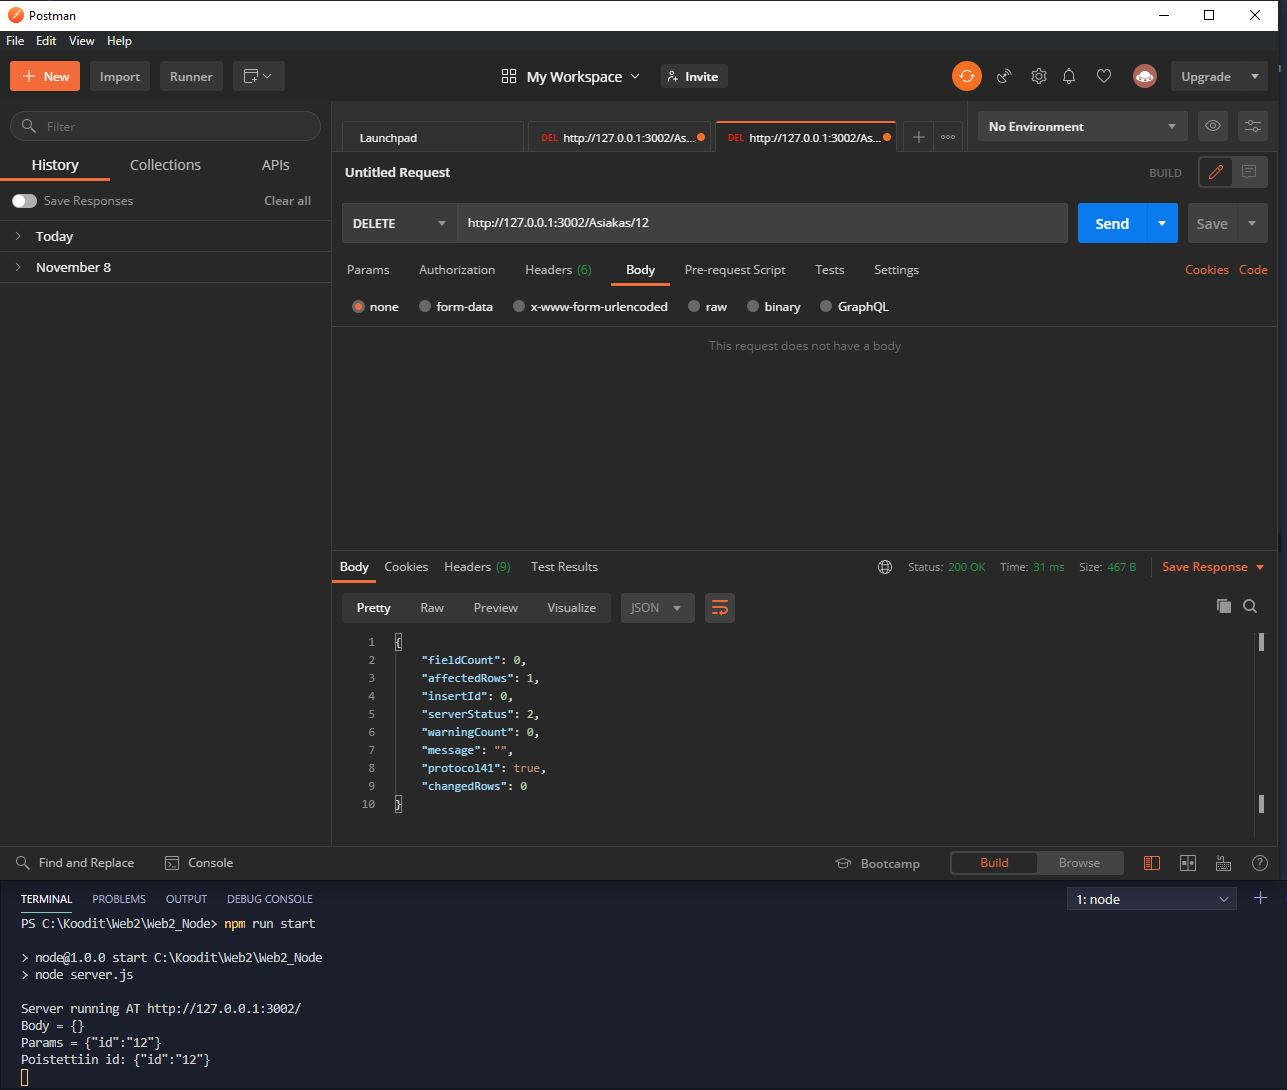 Postman
File Edit View Help
New Import Runner My Workspace Invite Upgrade
Filter
History Collections APIs
Save Responses Clear all
Today
November 8
Launchpad DEL http://127.0.0.1:3002/As... DEL http://127.0.0.1:3002/As... No Environment
Untitled Request BUILD
DELETE http://127.0.0.1:3002/Asiakas/12 Send Save
Params Authorization Headers (6) Body Pre-request Script Tests Settings Cookies Code
none form-data x-www-form-urlencoded raw binary GraphQL
This request does not have a body
Body Cookies Headers (9) Test Results Status: 200 OK Time: 31 ms Size: 467 B Save Response
Pretty Raw Preview Visualize JSON
1 {
2 "fieldCount": 0,
3 "affectedRows": 1,
4 "insertId": 0,
5 "serverStatus": 2,
6 "warningCount": 0,
7 "message": "",
8 "protocol41": true,
9 "changedRows": 0
10 }
Find and Replace Console Bootcamp Build Browse
TERMINAL PROBLEMS OUTPUT DEBUG CONSOLE 1: node
PS C:\Koodit\Web2\Web2_Node> npm run start
> node@1.0.0 start C:\Koodit\Web2\Web2_Node
> node server.js
Server running AT http://127.0.0.1:3002/
Body = {}
Params = {"id":"12"}
Poistettiin id: {"id":"12"}